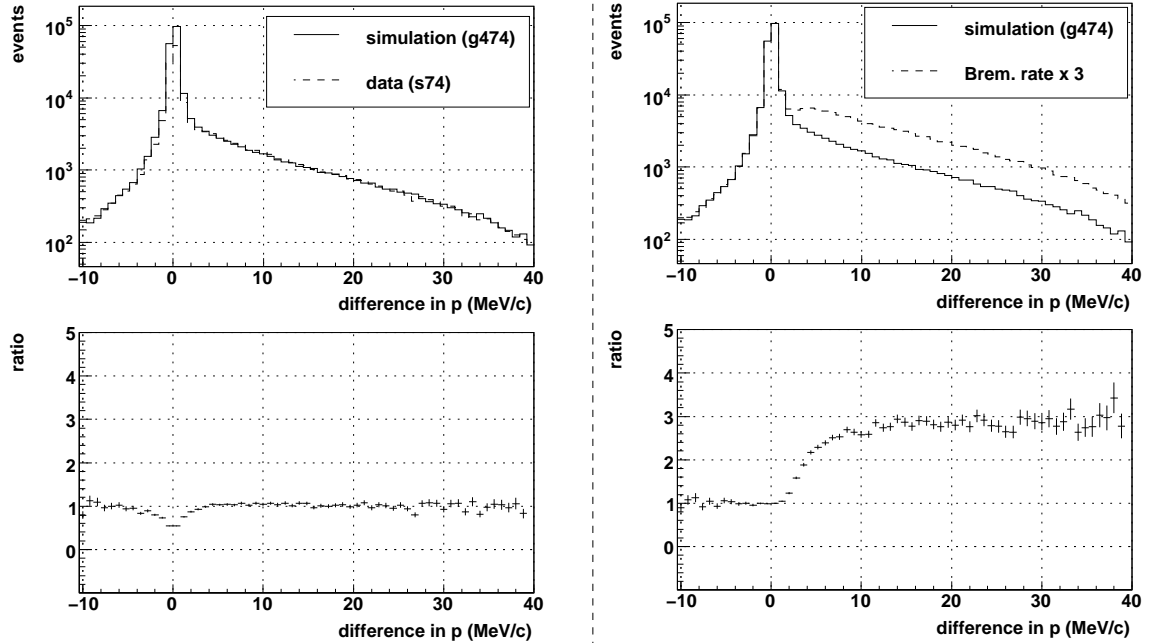 events
10^5
10^4
10^3
10^2
simulation (g474)
data (s74)
−10 0 10 20 30 40
difference in p (MeV/c)
ratio
5
4
3
2
1
0
−10 0 10 20 30 40
difference in p (MeV/c)
events
10^5
10^4
10^3
10^2
simulation (g474)
Brem. rate x 3
−10 0 10 20 30 40
difference in p (MeV/c)
ratio
5
4
3
2
1
0
−10 0 10 20 30 40
difference in p (MeV/c)